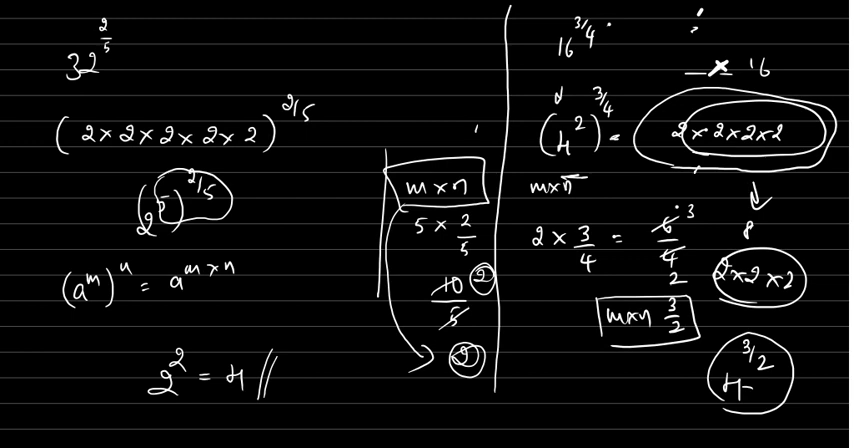 32^(2/5)
(2 × 2 × 2 × 2 × 2)^(2/5)
(2^5)^(2/5)
(a^m)^n = a^(m × n)
2^2 = 4 //
m × n
5 × 2/5
10/5 2
2
16^(3/4)
(4^2)^(3/4) =
m×n
2 × 3/4 = 6/4 3
2
m×n 3/2
× 16
2 × 2 × 2 × 2
8
2 × 2 × 2
4^(3/2)